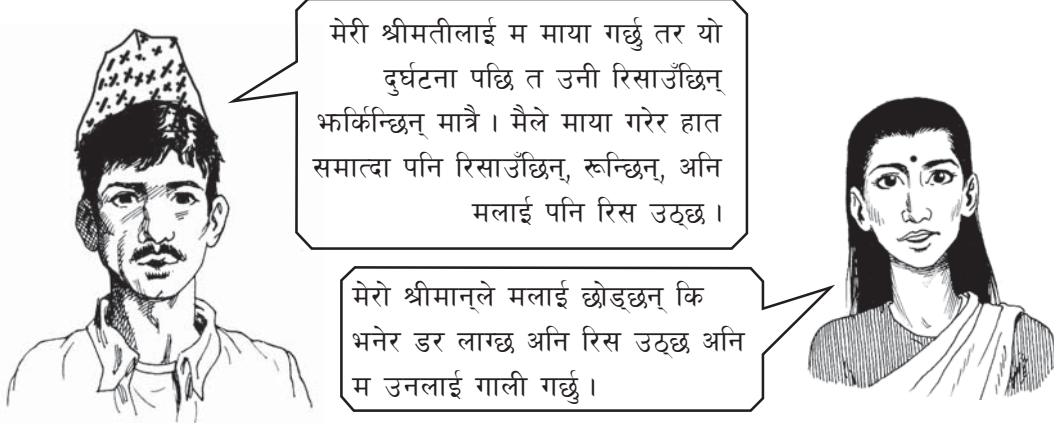 मेरी श्रीमतीलाई म माया गर्छु तर यो
दुर्घटना पछि त उनी रिसाउँछिन्
झर्किन्छिन् मात्रै । मैले माया गरेर हात
समात्दा पनि रिसाउँछिन्, रून्छिन्, अनि
मलाई पनि रिस उठ्छ ।
मेरो श्रीमान्‌ले मलाई छोड्छन् कि
भनेर डर लाग्छ अनि रिस उठ्छ अनि
म उनलाई गाली गर्छु ।